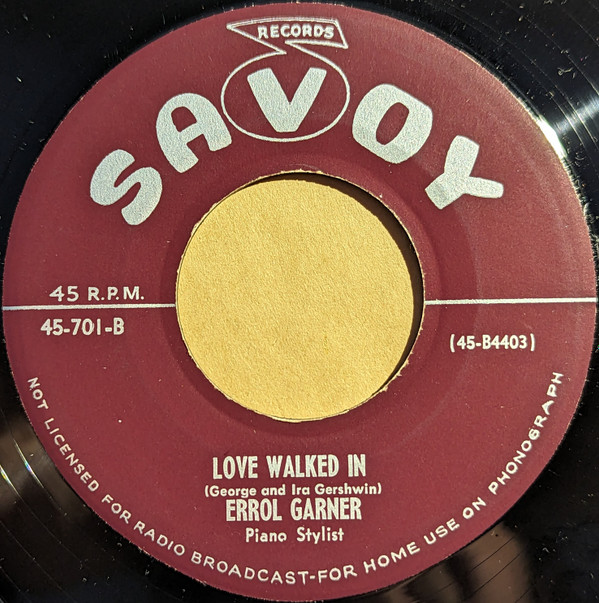 RECORDS
SAVOY
45 R.P.M.
45-701-B
(45-B4403)
LOVE WALKED IN
(George and Ira Gershwin)
ERROL GARNER
Piano Stylist
NOT LICENSED FOR RADIO BROADCAST-FOR HOME USE ON PHONOGRAPH